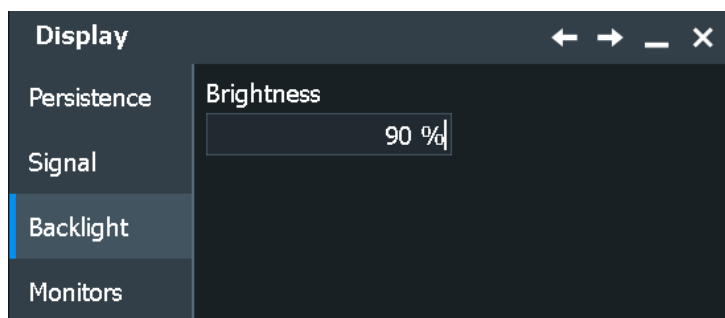 Display
Persistence
Signal
Backlight
Monitors
Brightness
90 %